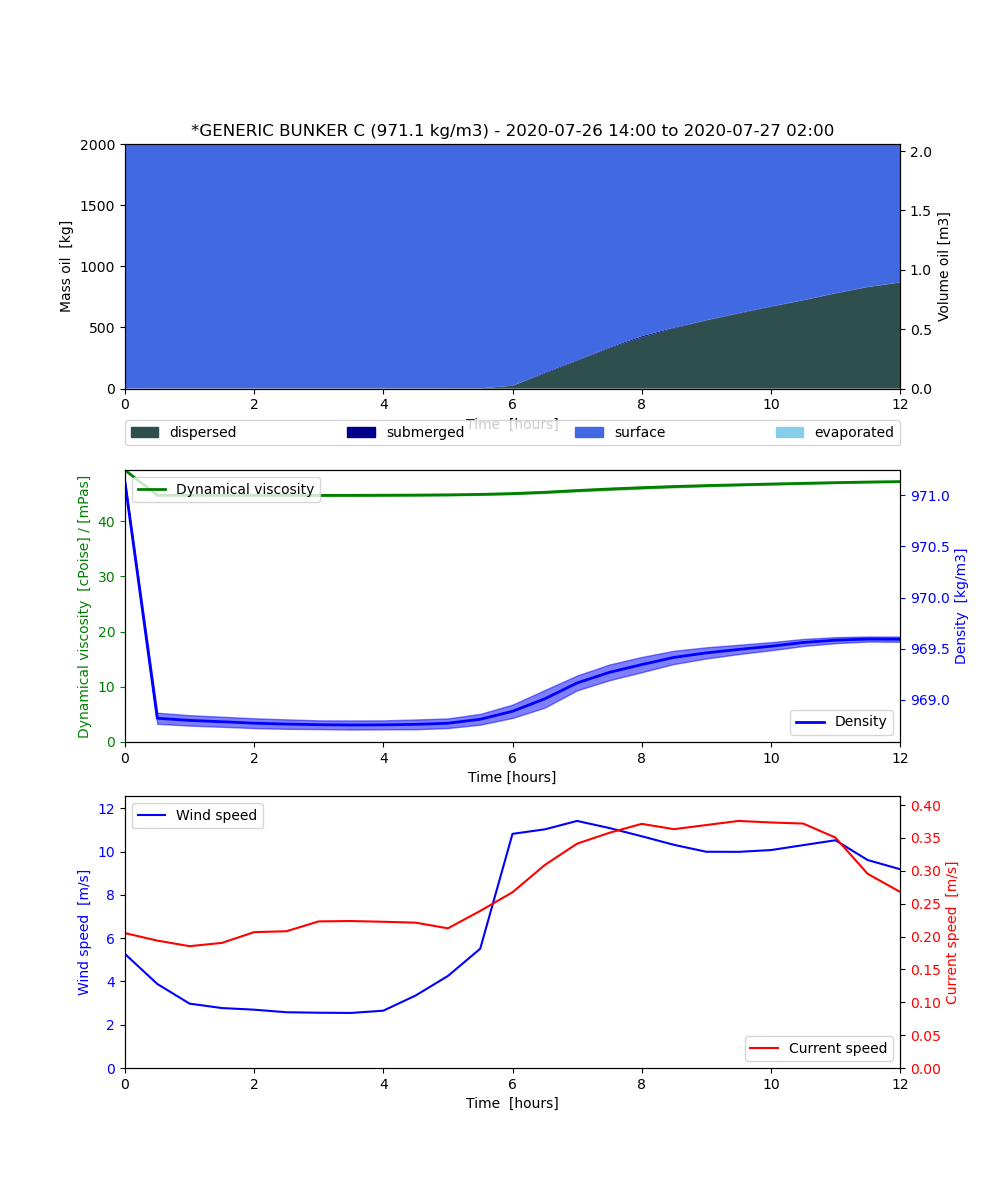 *GENERIC BUNKER C (971.1 kg/m3) - 2020-07-26 14:00 to 2020-07-27 02:00
2000
1500
1000
500
0
Mass oil [kg]
2.0
1.5
1.0
0.5
0.0
Volume oil [m3]
0 2 4 6 8 10 12
Time [hours]
dispersed submerged surface evaporated
Dynamical viscosity
40
30
20
10
0
Dynamical viscosity [cPoise] / [mPas]
971.0
970.5
970.0
969.5
969.0
Density [kg/m3]
Density
0 2 4 6 8 10 12
Time [hours]
Wind speed
12
10
8
6
4
2
0
Wind speed [m/s]
0.40
0.35
0.30
0.25
0.20
0.15
0.10
0.05
0.00
Current speed [m/s]
Current speed
0 2 4 6 8 10 12
Time [hours]